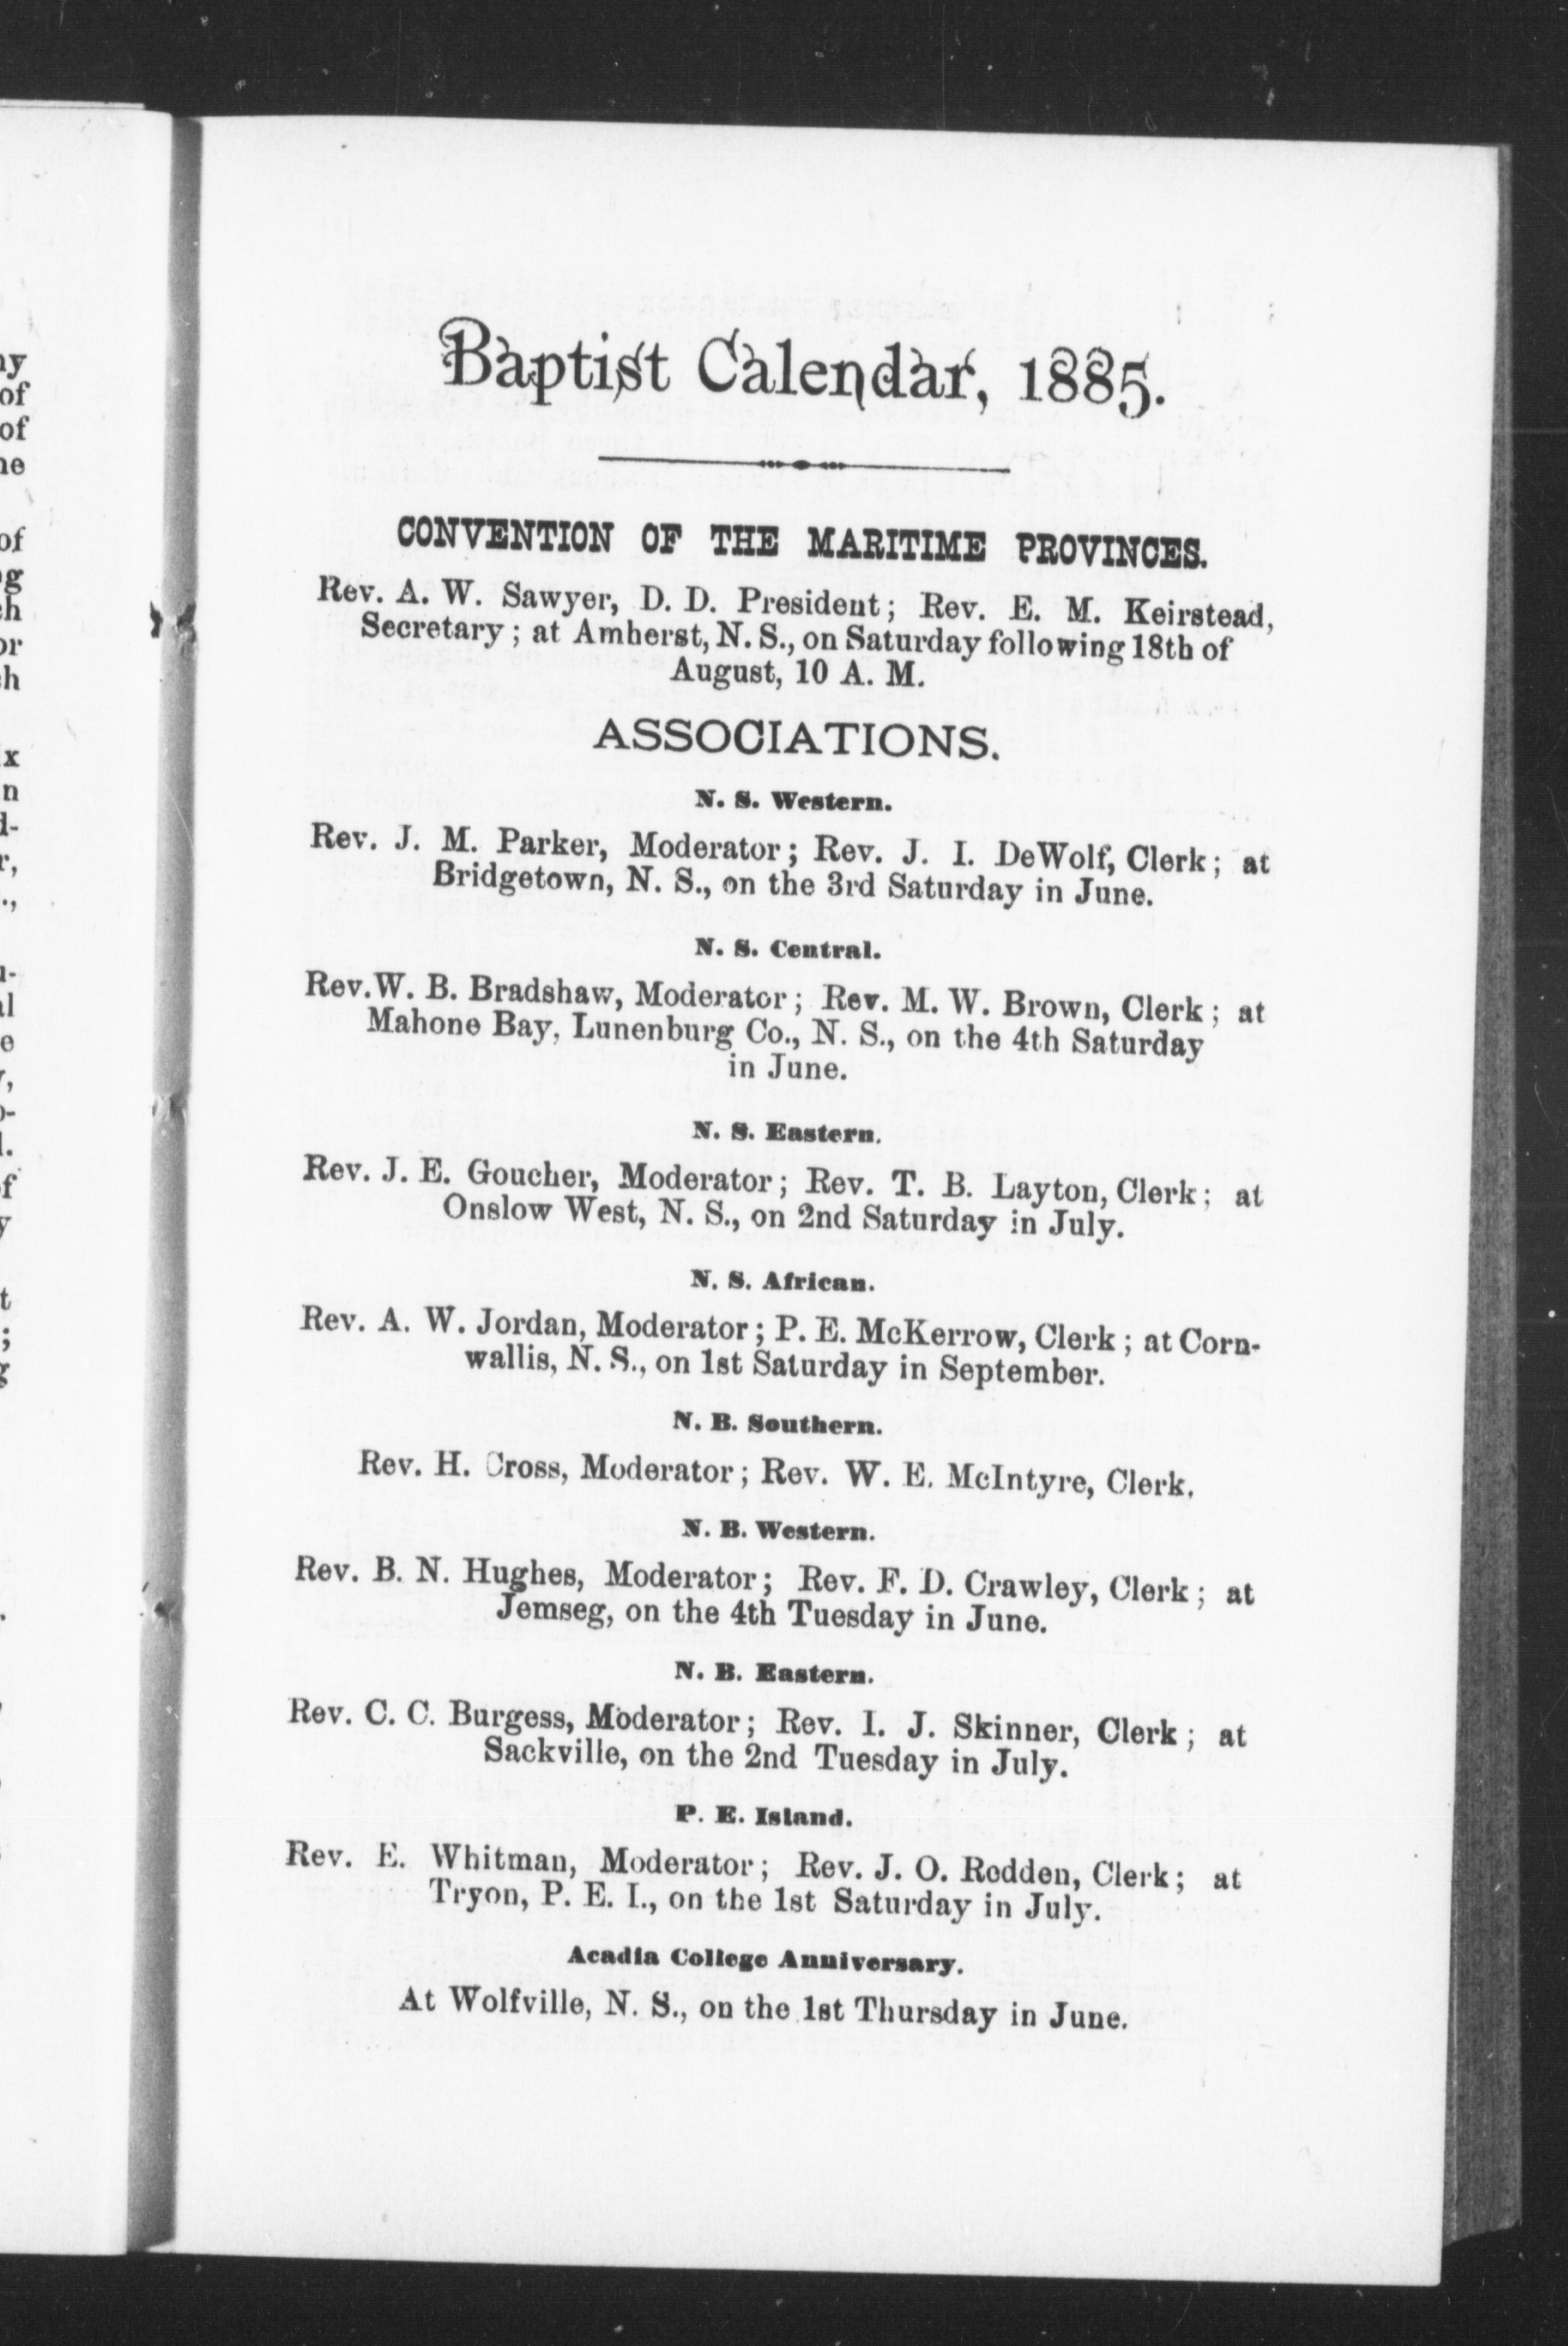 Baptist Calendar, 1885.
CONVENTION OF THE MARITIME PROVINCES.
Rev. A. W. Sawyer, D. D. President; Rev. E. M. Keirstead,
Secretary; at Amherst, N. S., on Saturday following 18th of
August, 10 A. M.
ASSOCIATIONS.
N. S. Western.
Rev. J. M. Parker, Moderator; Rev. J. I. DeWolf, Clerk; at
Bridgetown, N. S., on the 3rd Saturday in June.
N. S. Central.
Rev. W. B. Bradshaw, Moderator; Rev. M. W. Brown, Clerk; at
Mahone Bay, Lunenburg Co., N. S., on the 4th Saturday
in June.
N. S. Eastern.
Rev. J. E. Goucher, Moderator; Rev. T. B. Layton, Clerk; at
Onslow West, N. S., on 2nd Saturday in July.
N. S. African.
Rev. A. W. Jordan, Moderator; P. E. McKerrow, Clerk; at Corn-
wallis, N. S., on 1st Saturday in September.
N. B. Southern.
Rev. H. Cross, Moderator; Rev. W. E. McIntyre, Clerk.
N. B. Western.
Rev. B. N. Hughes, Moderator; Rev. F. D. Crawley, Clerk; at
Jemseg, on the 4th Tuesday in June.
N. B. Eastern.
Rev. C. C. Burgess, Moderator; Rev. I. J. Skinner, Clerk; at
Sackville, on the 2nd Tuesday in July.
P. E. Island.
Rev. E. Whitman, Moderator; Rev. J. O. Redden, Clerk; at
Tryon, P. E. I., on the 1st Saturday in July.
Acadia College Anniversary.
At Wolfville, N. S., on the 1st Thursday in June.